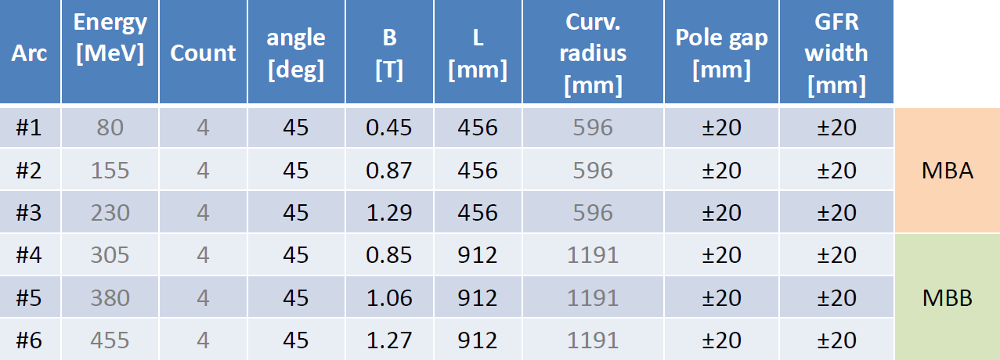 Arc Energy [MeV] Count angle [deg] B [T] L [mm] Curv. radius [mm] Pole gap [mm] GFR width [mm]
#1 80 4 45 0.45 456 596 ±20 ±20
#2 155 4 45 0.87 456 596 ±20 ±20 MBA
#3 230 4 45 1.29 456 596 ±20 ±20
#4 305 4 45 0.85 912 1191 ±20 ±20
#5 380 4 45 1.06 912 1191 ±20 ±20 MBB
#6 455 4 45 1.27 912 1191 ±20 ±20